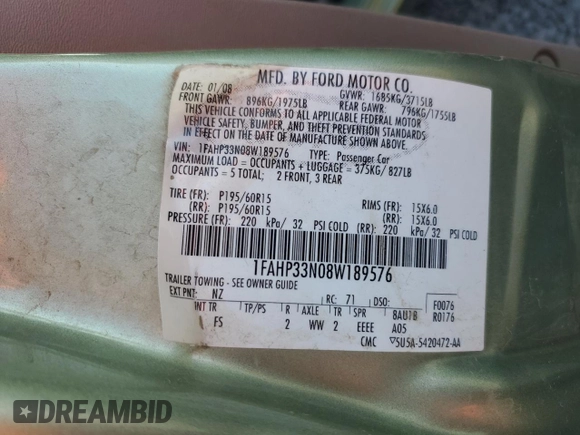 MFD. BY FORD MOTOR CO.
DATE: 01/08 GVWR: 1685KG/3715LB
FRONT GAWR: 896KG/1975LB REAR GAWR: 796KG/1755LB
THIS VEHICLE CONFORMS TO ALL APPLICABLE FEDERAL MOTOR
VEHICLE SAFETY, BUMPER, AND THEFT PREVENTION STANDARDS
IN EFFECT ON THE DATE OF MANUFACTURE SHOWN ABOVE.
VIN: 1FAHP33N08W189576 TYPE: Passenger Car
MAXIMUM LOAD = OCCUPANTS + LUGGAGE = 375KG/ 827LB
OCCUPANTS = 5 TOTAL; 2 FRONT, 3 REAR
TIRE (FR): P195/60R15 RIMS (FR): 15X6.0
(RR): P195/60R15 (RR): 15X6.0
PRESSURE (FR): 220 kPa/ 32 PSI COLD (RR): 220 kPa/ 32 PSI COLD
1FAHP33N08W189576
TRAILER TOWING - SEE OWNER GUIDE
EXT PNT: NZ RC: 71 DSO: F0076
INT TR TP/PS R AXLE TR SPR 8AU1B R0176
FS 2 WW 2 EEEE A05
CMC 5U5A-5420472-AA
DREAMBID